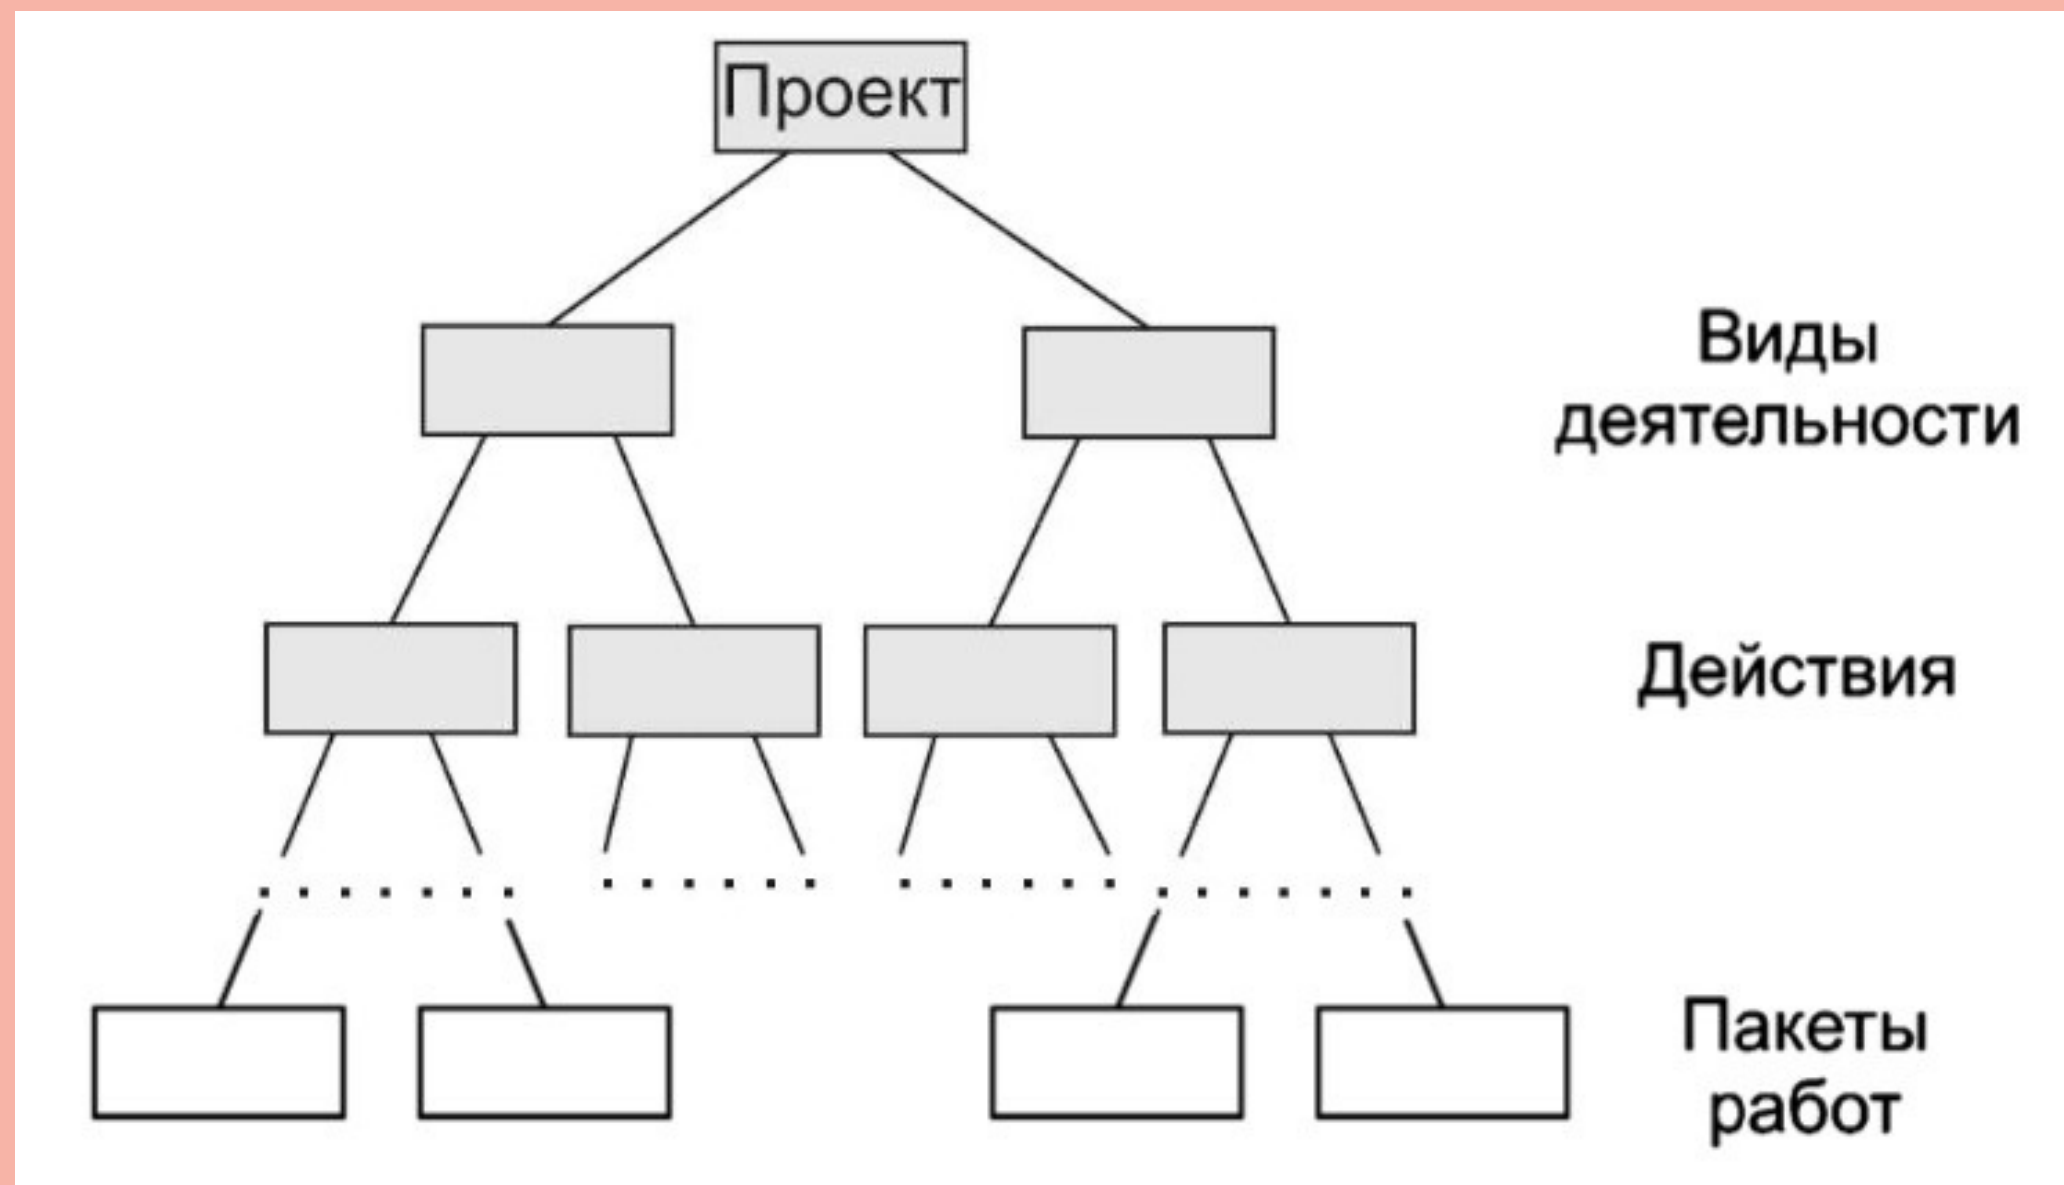 Проект
Виды
деятельности
Действия
Пакеты
работ